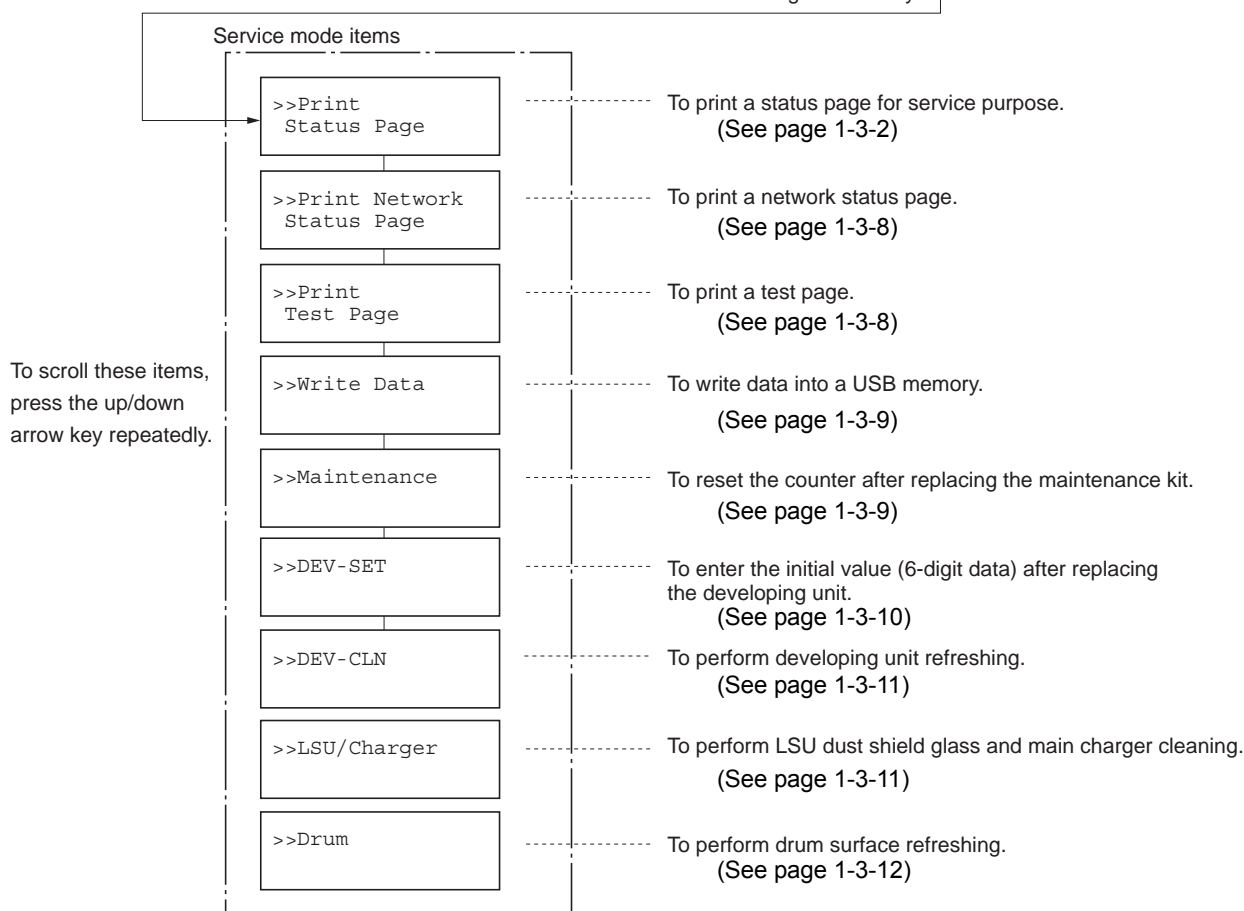 Service mode items
>>Print
Status Page
To print a status page for service purpose.
(See page 1-3-2)
>>Print Network
Status Page
To print a network status page.
(See page 1-3-8)
>>Print
Test Page
To print a test page.
(See page 1-3-8)
To scroll these items,
press the up/down
arrow key repeatedly.
>>Write Data
To write data into a USB memory.
(See page 1-3-9)
>>Maintenance
To reset the counter after replacing the maintenance kit.
(See page 1-3-9)
>>DEV-SET
To enter the initial value (6-digit data) after replacing
the developing unit.
(See page 1-3-10)
>>DEV-CLN
To perform developing unit refreshing.
(See page 1-3-11)
>>LSU/Charger
To perform LSU dust shield glass and main charger cleaning.
(See page 1-3-11)
>>Drum
To perform drum surface refreshing.
(See page 1-3-12)